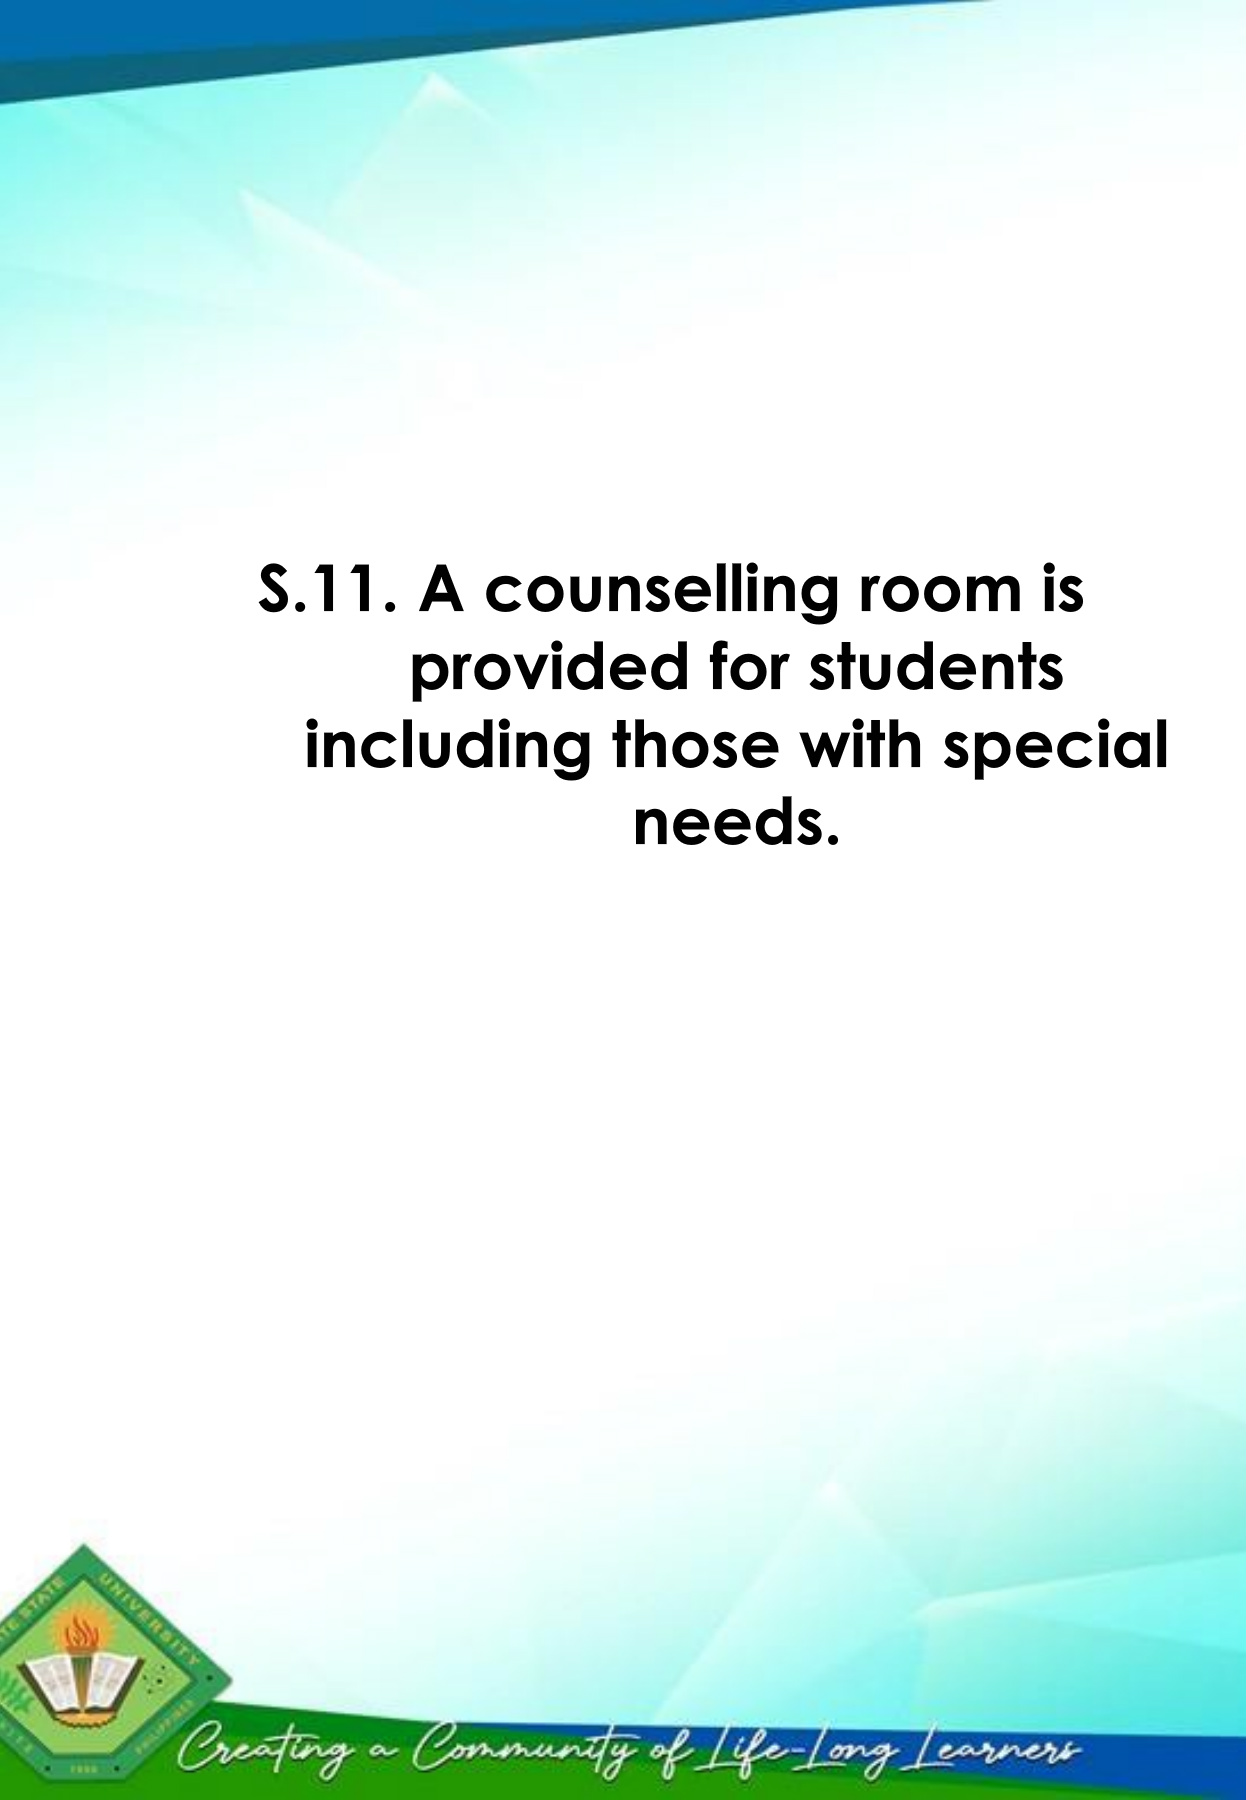 S.11. A counselling room is
provided for students
including those with special
needs.
STATE UNIVERSITY
PHILIPPINES
Creating a Community of Life-Long Learners